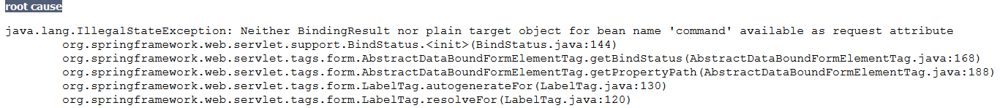 root cause
java.lang.IllegalStateException: Neither BindingResult nor plain target object for bean name 'command' available as request attribute
org.springframework.web.servlet.support.BindStatus.<init>(BindStatus.java:144)
org.springframework.web.servlet.tags.form.AbstractDataBoundFormElementTag.getBindStatus(AbstractDataBoundFormElementTag.java:168)
org.springframework.web.servlet.tags.form.AbstractDataBoundFormElementTag.getPropertyPath(AbstractDataBoundFormElementTag.java:188)
org.springframework.web.servlet.tags.form.LabelTag.autogenerateFor(LabelTag.java:130)
org.springframework.web.servlet.tags.form.LabelTag.resolveFor(LabelTag.java:120)